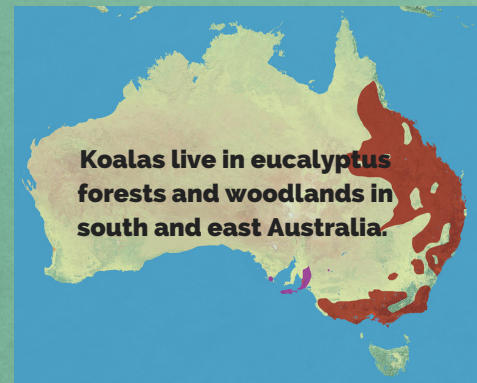 Koalas live in eucalyptus
forests and woodlands in
south and east Australia.